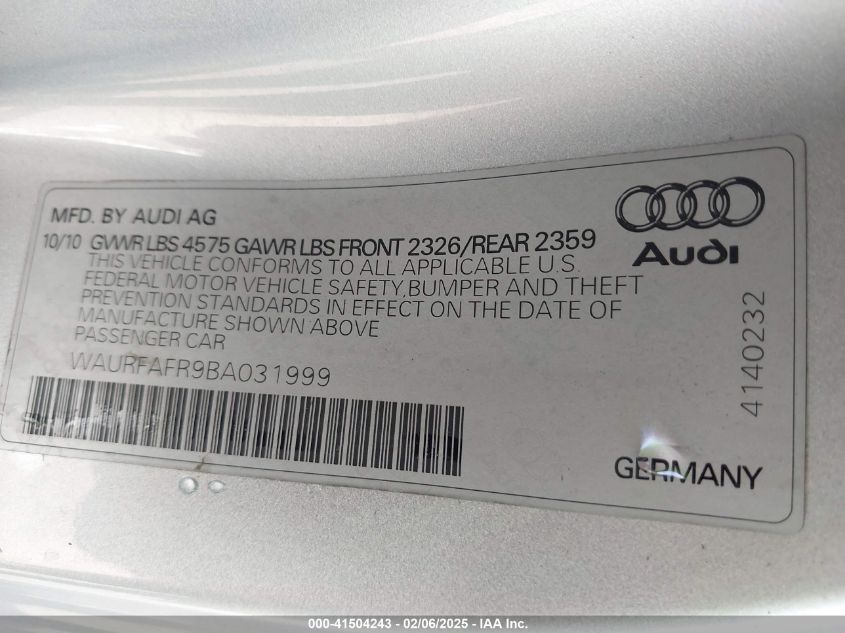 MFD. BY AUDI AG
10/10 GVWR LBS 4575 GAWR LBS FRONT 2326/REAR 2359
THIS VEHICLE CONFORMS TO ALL APPLICABLE U.S.
FEDERAL MOTOR VEHICLE SAFETY,BUMPER AND THEFT
PREVENTION STANDARDS IN EFFECT ON THE DATE OF
MANUFACTURE SHOWN ABOVE
PASSENGER CAR
WAURFAFR9BA031999
Audi
4140232
GERMANY
000-41504243 - 02/06/2025 - IAA Inc.